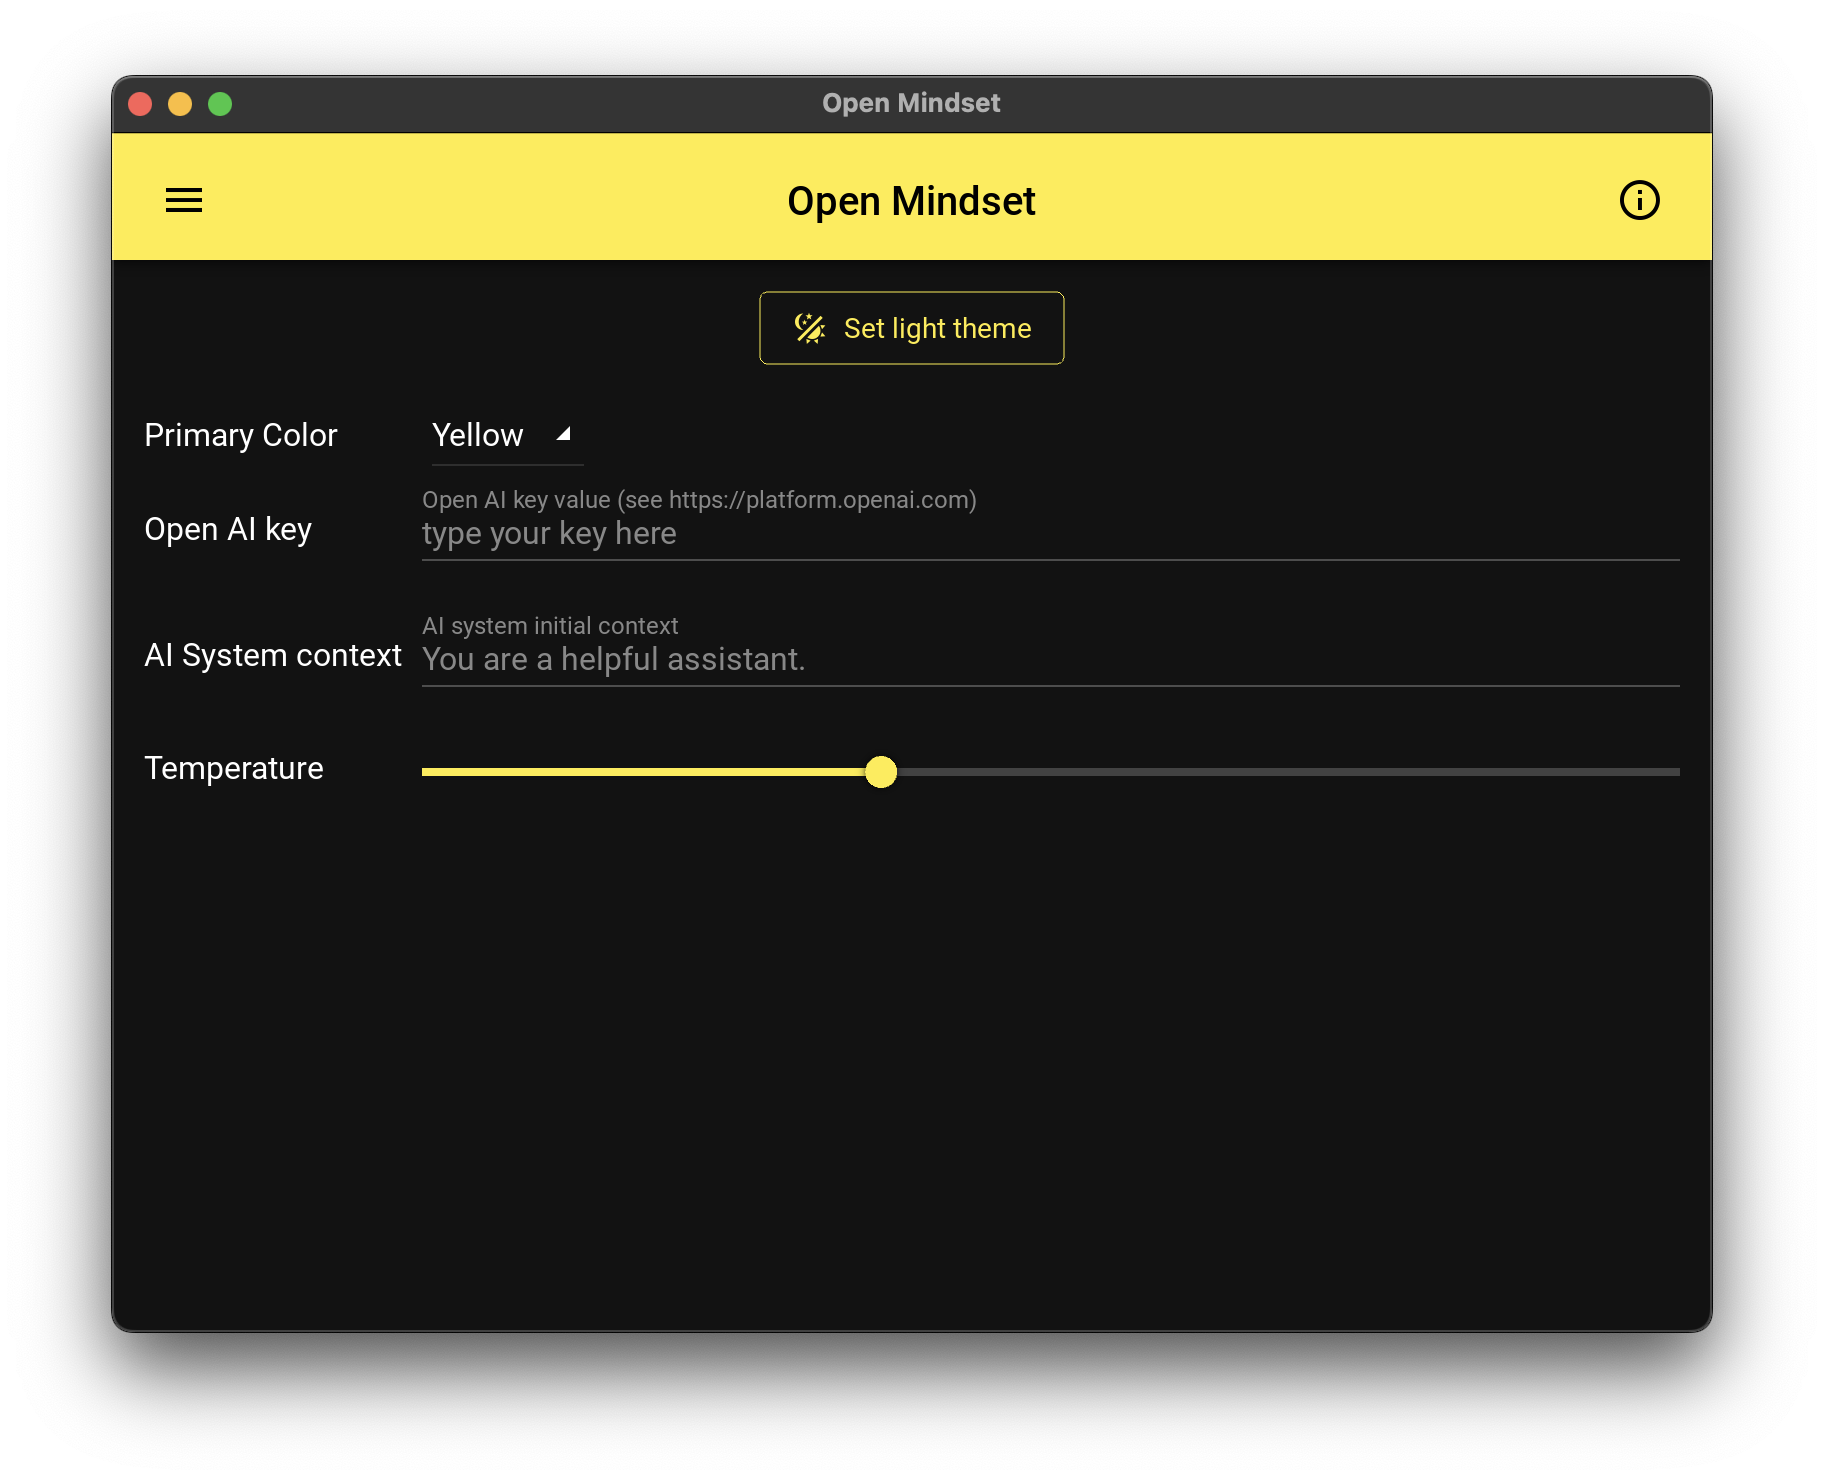 Open Mindset
Open Mindset
Set light theme
Primary Color Yellow
Open AI key value (see https://platform.openai.com)
Open AI key type your key here
AI system initial context
AI System context You are a helpful assistant.
Temperature